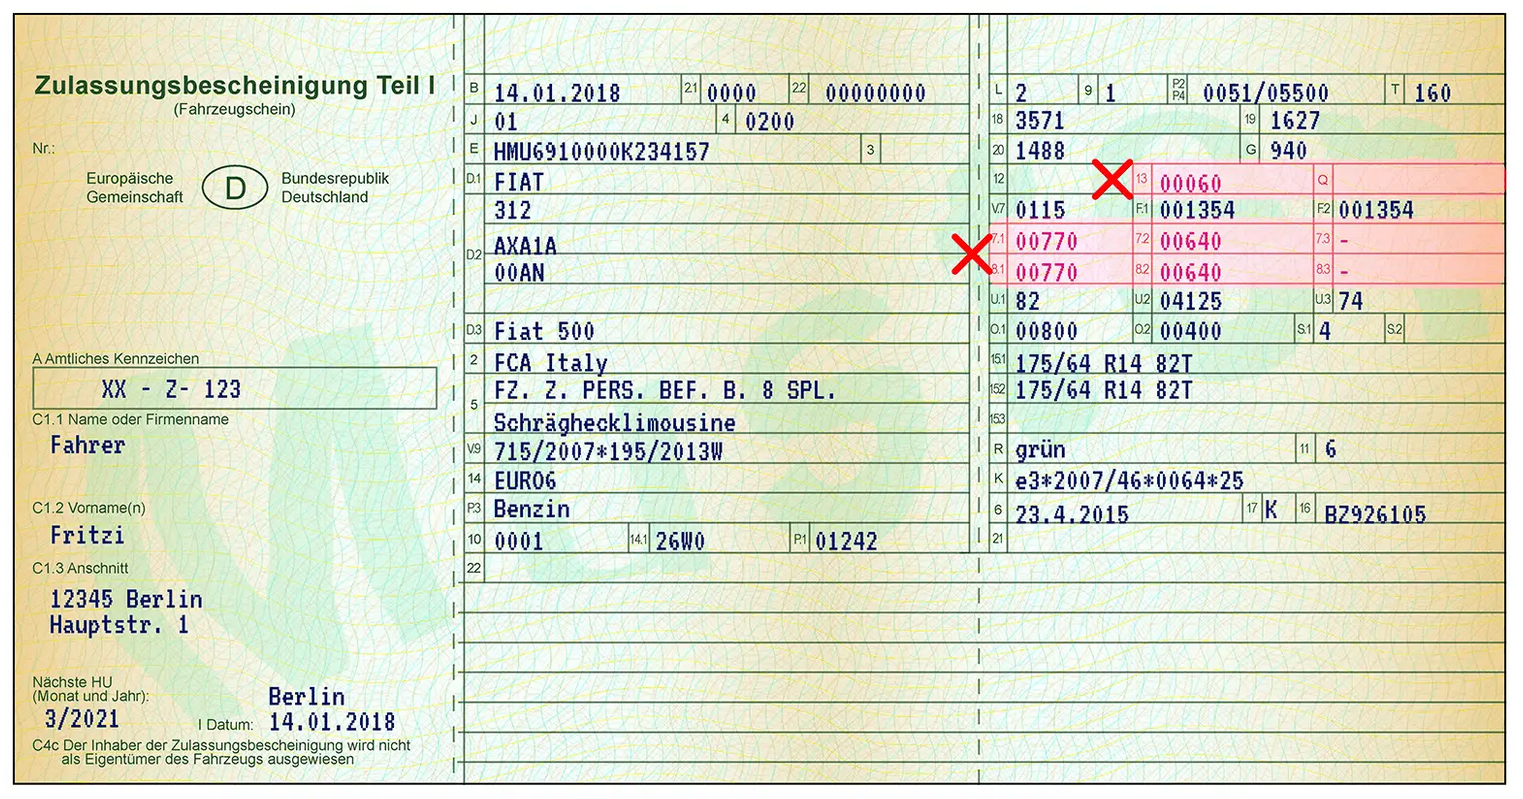 Zulassungsbescheinigung Teil I
(Fahrzeugschein)
Nr.:
Europäische Gemeinschaft
D
Bundesrepublik Deutschland
A Amtliches Kennzeichen
XX - Z- 123
C1.1 Name oder Firmenname
Fahrer
C1.2 Vorname(n)
Fritzi
C1.3 Anschnitt
12345 Berlin
Hauptstr. 1
Nächste HU
(Monat und Jahr):
3/2021
Berlin
I Datum: 14.01.2018
C4c Der Inhaber der Zulassungsbescheinigung wird nicht
als Eigentümer des Fahrzeugs ausgewiesen
B 14.01.2018 2.1 0000 2.2 00000000
J 01 4 0200
E HMU6910000K234157 3
D.1 FIAT
312
D.2 AXA1A
00AN
D.3 Fiat 500
2 FCA Italy
5 FZ. Z. PERS. BEF. B. 8 SPL.
Schräghecklimousine
V.9 715/2007*195/2013W
14 EURO6
P.3 Benzin
10 0001 14.1 26W0 P.1 01242
22
L 2 9 1 P.2 P.4 0051/05500 T 160
18 3571 19 1627
20 1488 G 940
12 13 00060 Q
V.7 0115 F.1 001354 F.2 001354
7.1 00770 7.2 00640 7.3 -
8.1 00770 8.2 00640 8.3 -
U.1 82 U.2 04125 U.3 74
O.1 00800 O.2 00400 S.1 4 S.2
15.1 175/64 R14 82T
15.2 175/64 R14 82T
15.3
R grün 11 6
K e3*2007/46*0064*25
6 23.4.2015 17 K 16 BZ926105
21